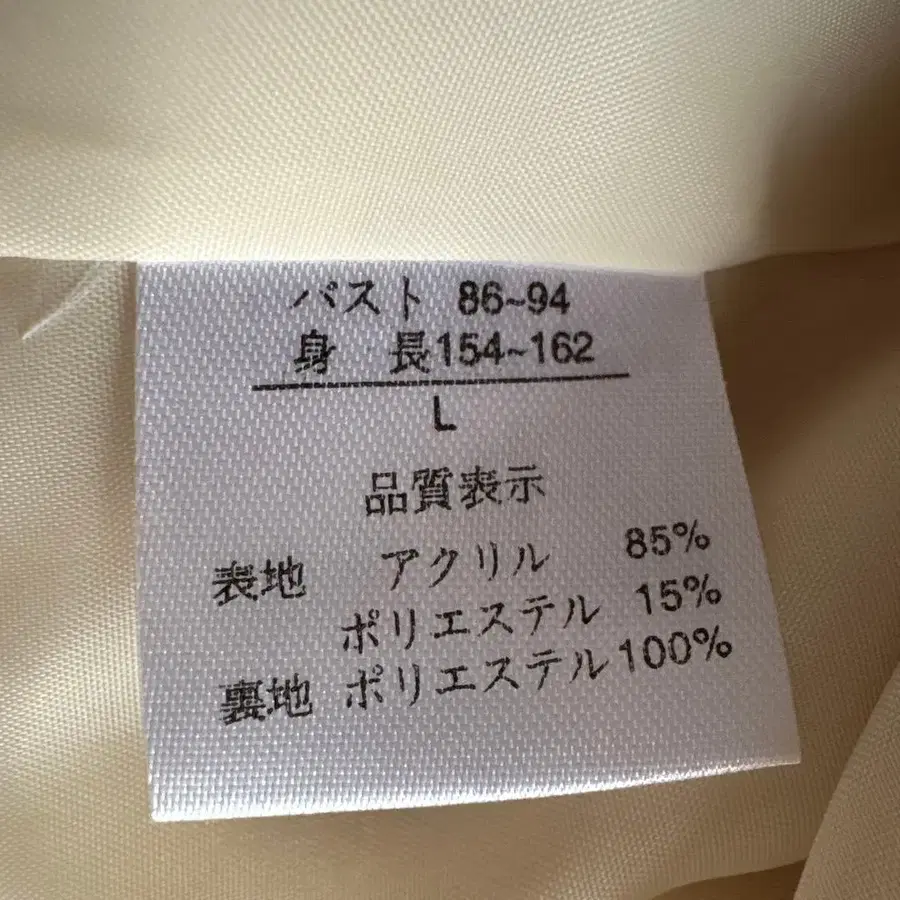 バスト 86~94
身 長154~162
L
品質表示
表地 アクリル 85%
ポリエステル 15%
裏地 ポリエステル100%